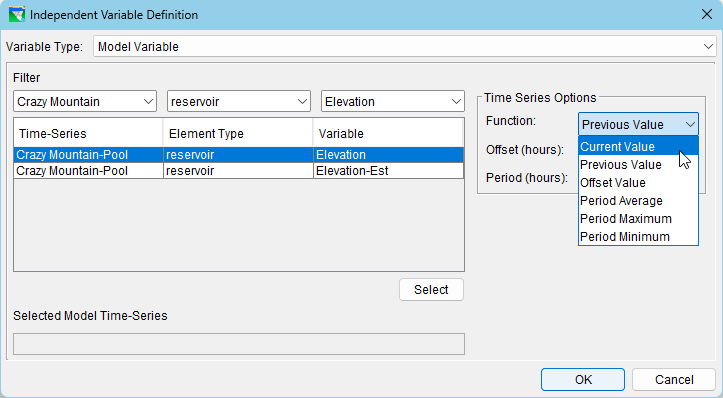 Independent Variable Definition
Variable Type: Model Variable
Filter
Crazy Mountain reservoir Elevation
Time-Series Element Type Variable
Crazy Mountain-Pool reservoir Elevation
Crazy Mountain-Pool reservoir Elevation-Est
Select
Selected Model Time-Series
Time Series Options
Function: Previous Value
Offset (hours):
Period (hours):
Current Value
Previous Value
Offset Value
Period Average
Period Maximum
Period Minimum
OK Cancel